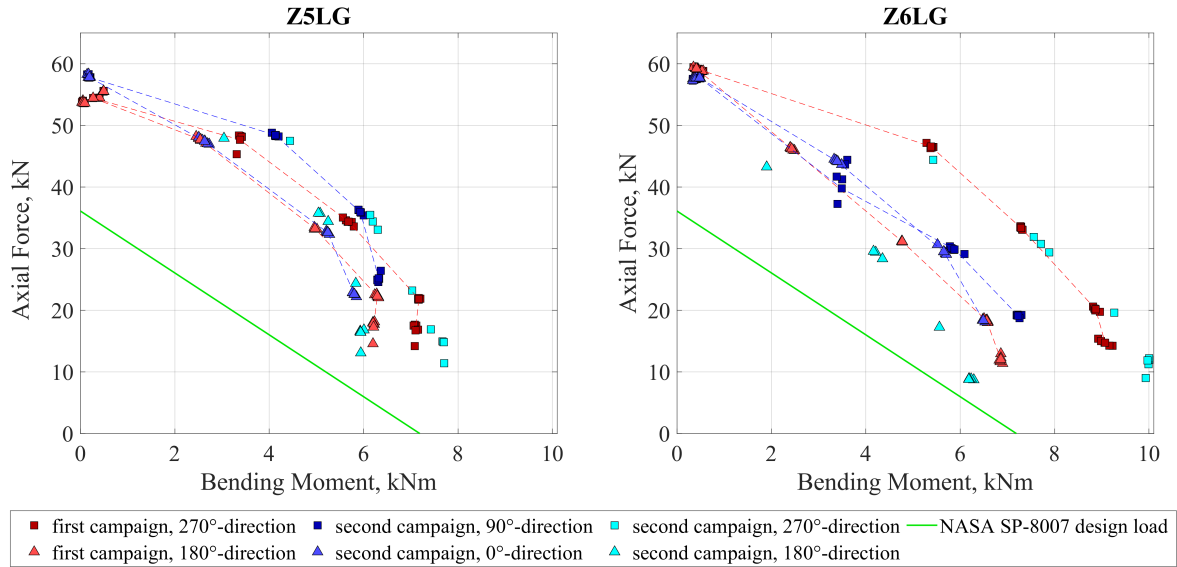 Z5LG
Z6LG
60
50
40
30
20
10
0
Axial Force, kN
0 2 4 6 8 10
Bending Moment, kNm
60
50
40
30
20
10
0
Axial Force, kN
0 2 4 6 8 10
Bending Moment, kNm
first campaign, 270°-direction second campaign, 90°-direction second campaign, 270°-direction NASA SP-8007 design load
first campaign, 180°-direction second campaign, 0°-direction second campaign, 180°-direction